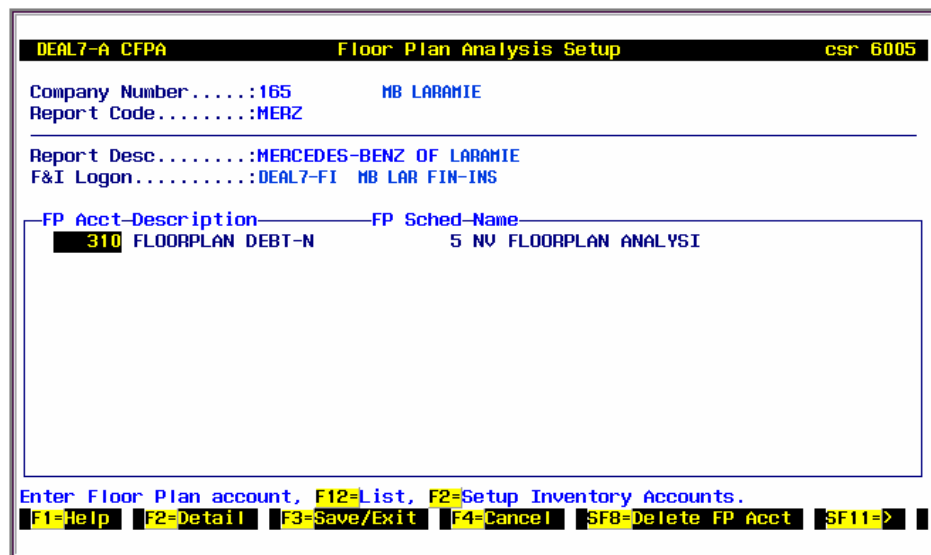 DEAL7-A CFPA Floor Plan Analysis Setup csr 6005
Company Number.....:165 MB LARAMIE
Report Code........:MERZ
Report Desc........:MERCEDES-BENZ OF LARAMIE
F&I Logon..........:DEAL7-FI MB LAR FIN-INS
FP Acct Description FP Sched Name
310 FLOORPLAN DEBT-N 5 NV FLOORPLAN ANALYSI
Enter Floor Plan account, F12=List, F2=Setup Inventory Accounts.
F1=Help F2=Detail F3=Save/Exit F4=Cancel SF8=Delete FP Acct SF11=>